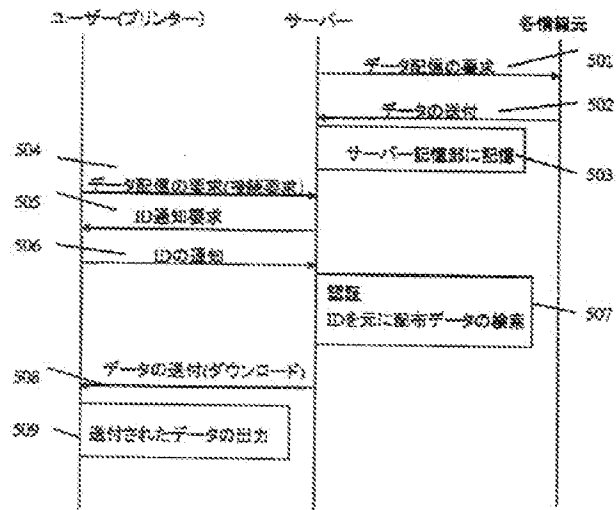 ユーザー(プリンター)
サーバー
各情報元
データ配信の要求
501
データの送付
502
サーバー記憶部に記憶
503
504
データ配信の要求(接続要求)
505
ID通知要求
506
IDの通知
認証
IDを元に配布データの検索
507
データの送付(ダウンロード)
508
送付されたデータの出力
509